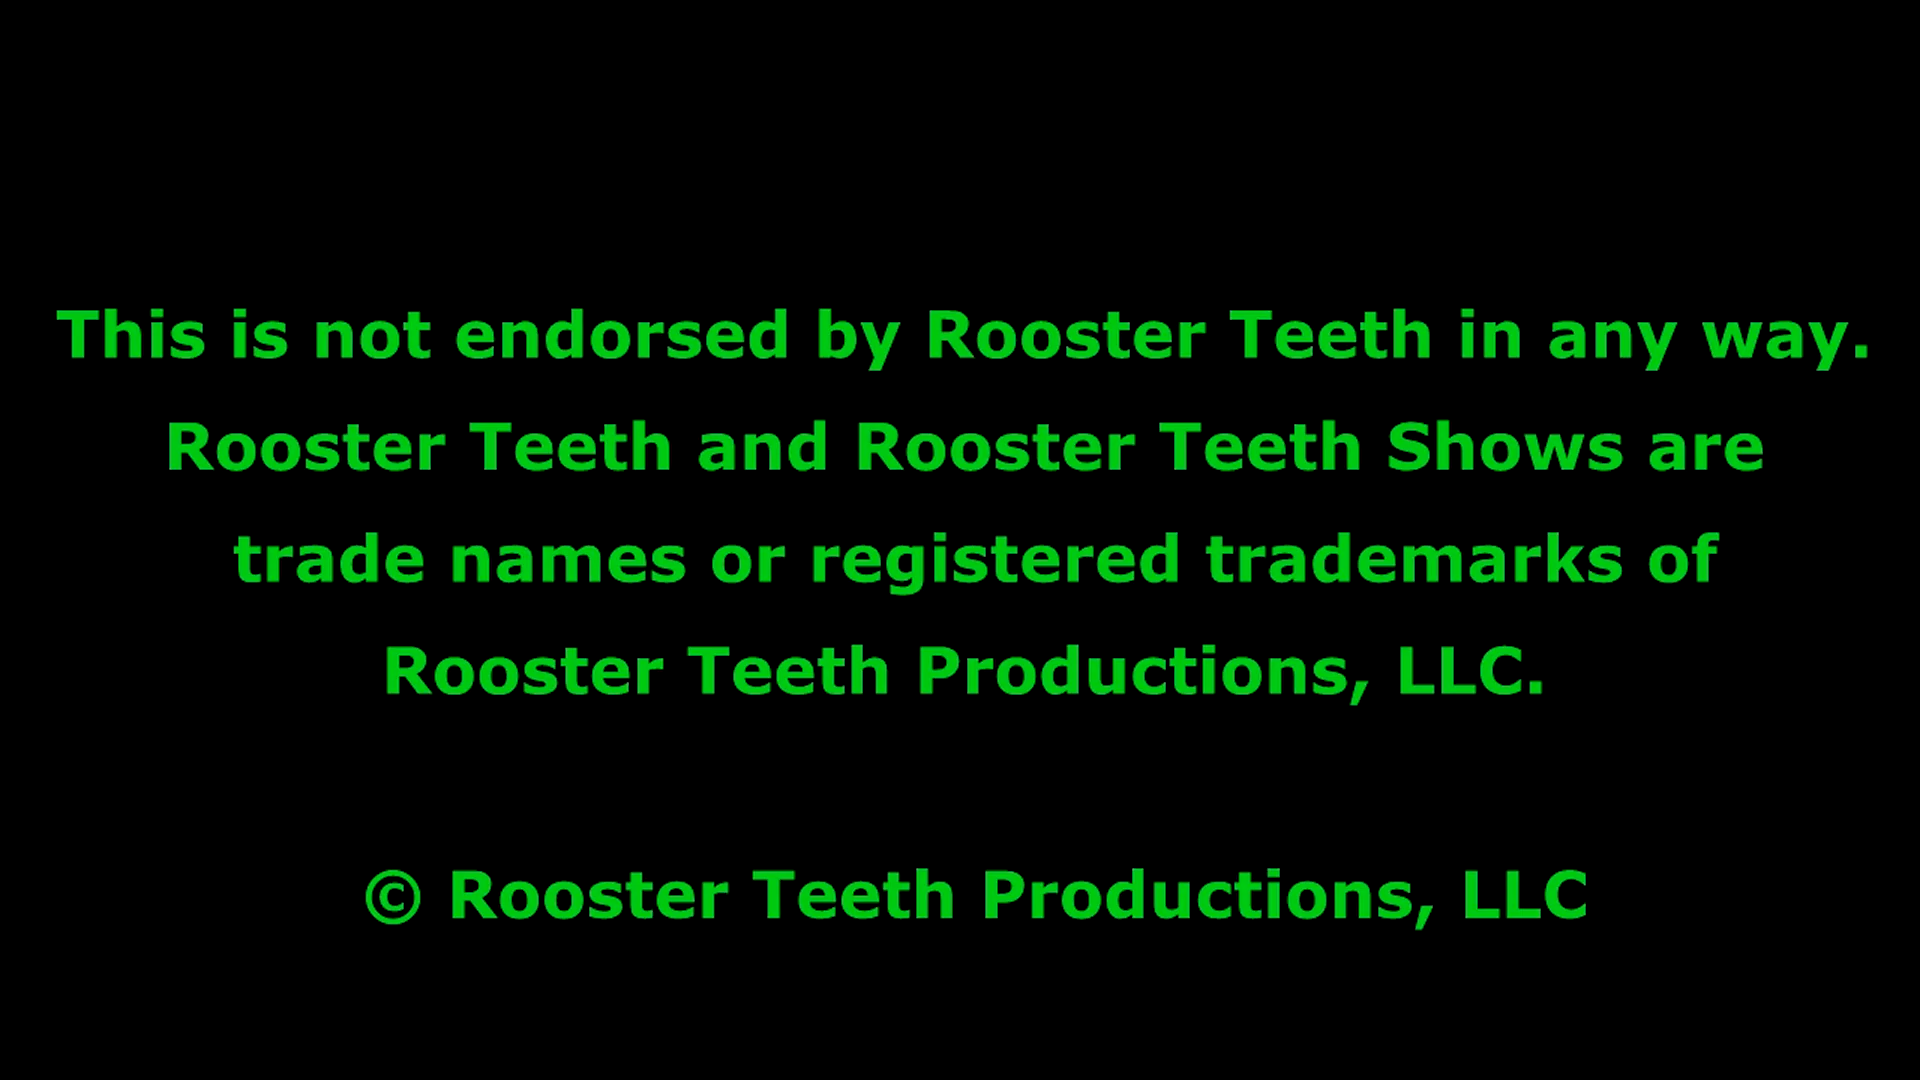 This is not endorsed by Rooster Teeth in any way.
Rooster Teeth and Rooster Teeth Shows are
trade names or registered trademarks of
Rooster Teeth Productions, LLC.
© Rooster Teeth Productions, LLC